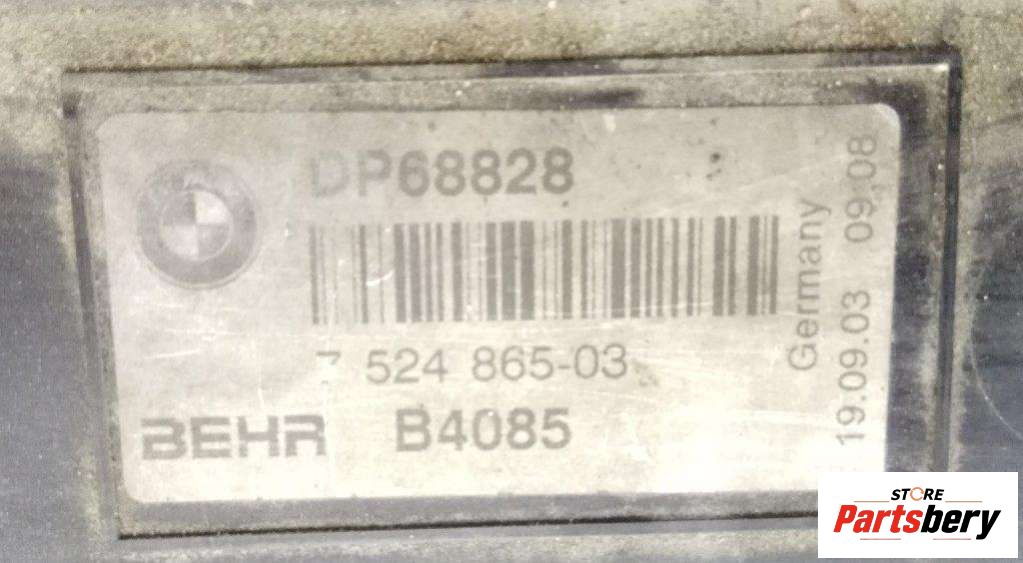 DP68828
7 524 865-03
BEHR B4085
Germany
19.09.03 09,08
STORE
Partsbery